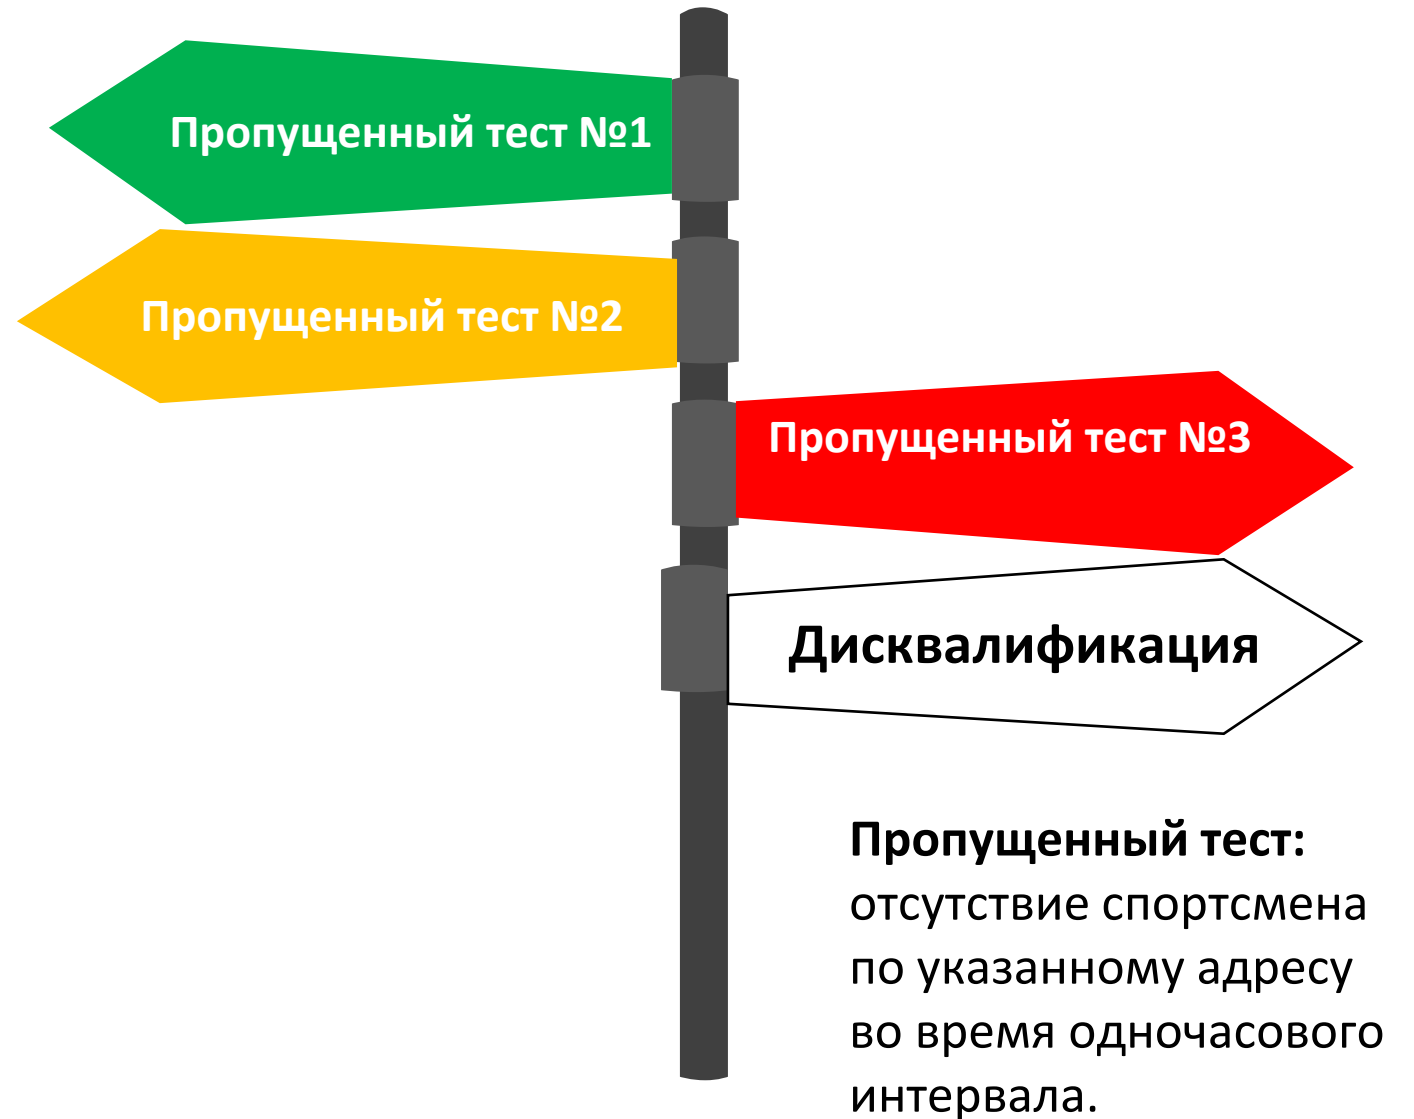 Пропущенный тест №1
Пропущенный тест №2
Пропущенный тест №3
Дисквалификация
Пропущенный тест:
отсутствие спортсмена
по указанному адресу
во время одночасового
интервала.